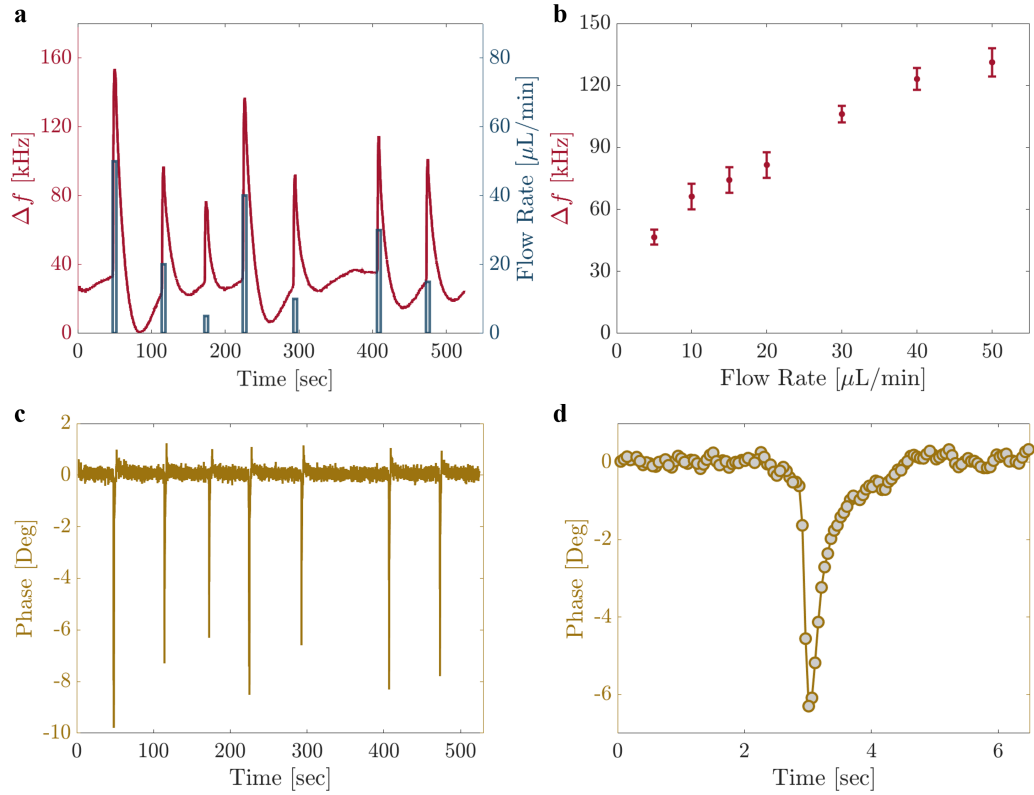 a
Δf [kHz]
160
120
80
40
0
80
60
40
20
0
Flow Rate [μL/min]
0 100 200 300 400 500
Time [sec]
b
Δf [kHz]
150
120
90
60
30
0
0 10 20 30 40 50
Flow Rate [μL/min]
c
Phase [Deg]
2
0
-2
-4
-6
-8
-10
0 100 200 300 400 500
Time [sec]
d
Phase [Deg]
0
-2
-4
-6
0 2 4 6
Time [sec]